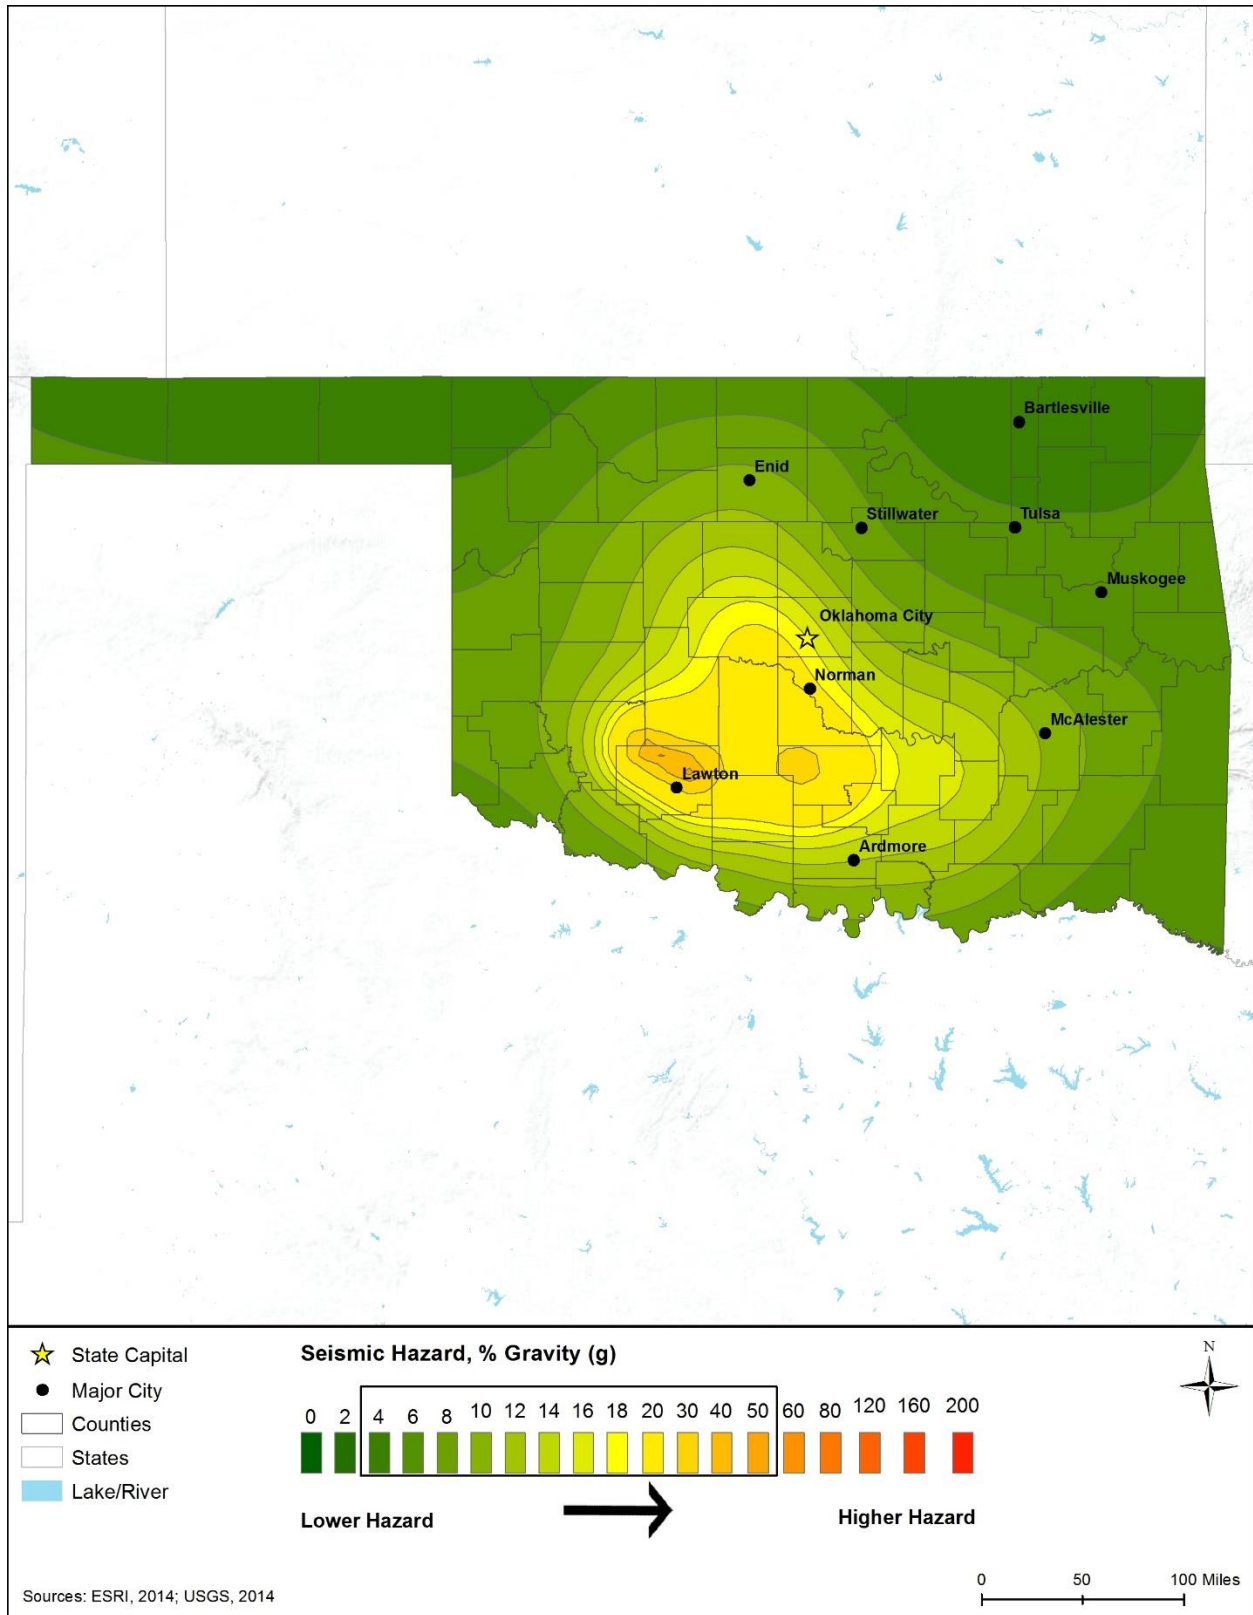 Bartlesville
Enid
Stillwater
Tulsa
Muskogee
Oklahoma City
Norman
McAlester
Lawton
Ardmore
State Capital
Major City
Counties
States
Lake/River
Seismic Hazard, % Gravity (g)
0 2 4 6 8 10 12 14 16 18 20 30 40 50 60 80 120 160 200
Lower Hazard
Higher Hazard
N
Sources: ESRI, 2014; USGS, 2014
0 50 100 Miles